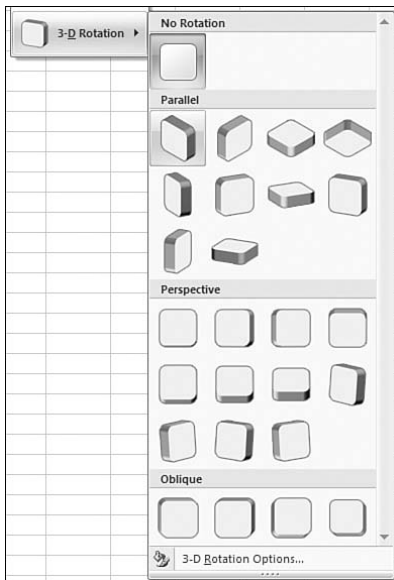 3-D Rotation
No Rotation
Parallel
Perspective
Oblique
3-D Rotation Options...